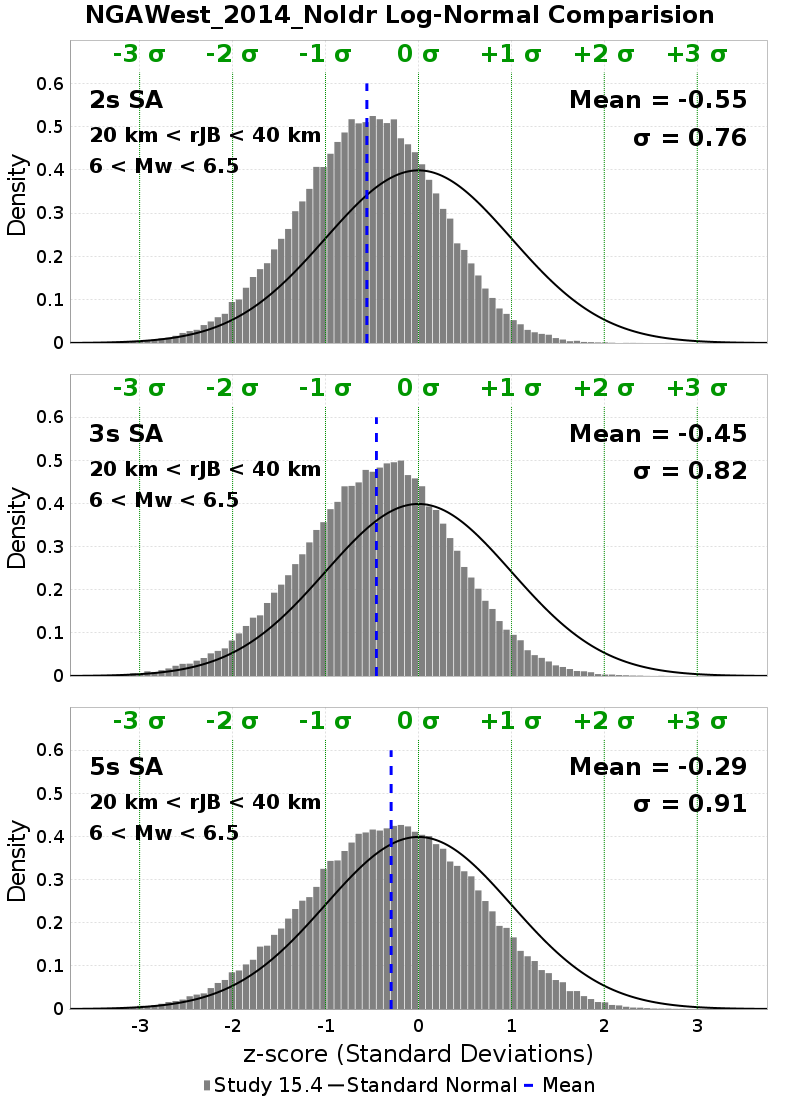 NGAWest_2014_NoIdr Log-Normal Comparision
-3 σ -2 σ -1 σ 0 σ +1 σ +2 σ +3 σ
2s SA
20 km < rJB < 40 km
6 < Mw < 6.5
Mean = -0.55
σ = 0.76
Density
0.6
0.5
0.4
0.3
0.2
0.1
0
-3 σ -2 σ -1 σ 0 σ +1 σ +2 σ +3 σ
3s SA
20 km < rJB < 40 km
6 < Mw < 6.5
Mean = -0.45
σ = 0.82
Density
0.6
0.5
0.4
0.3
0.2
0.1
0
-3 σ -2 σ -1 σ 0 σ +1 σ +2 σ +3 σ
5s SA
20 km < rJB < 40 km
6 < Mw < 6.5
Mean = -0.29
σ = 0.91
Density
0.6
0.5
0.4
0.3
0.2
0.1
0
-3 -2 -1 0 1 2 3
z-score (Standard Deviations)
Study 15.4 Standard Normal Mean